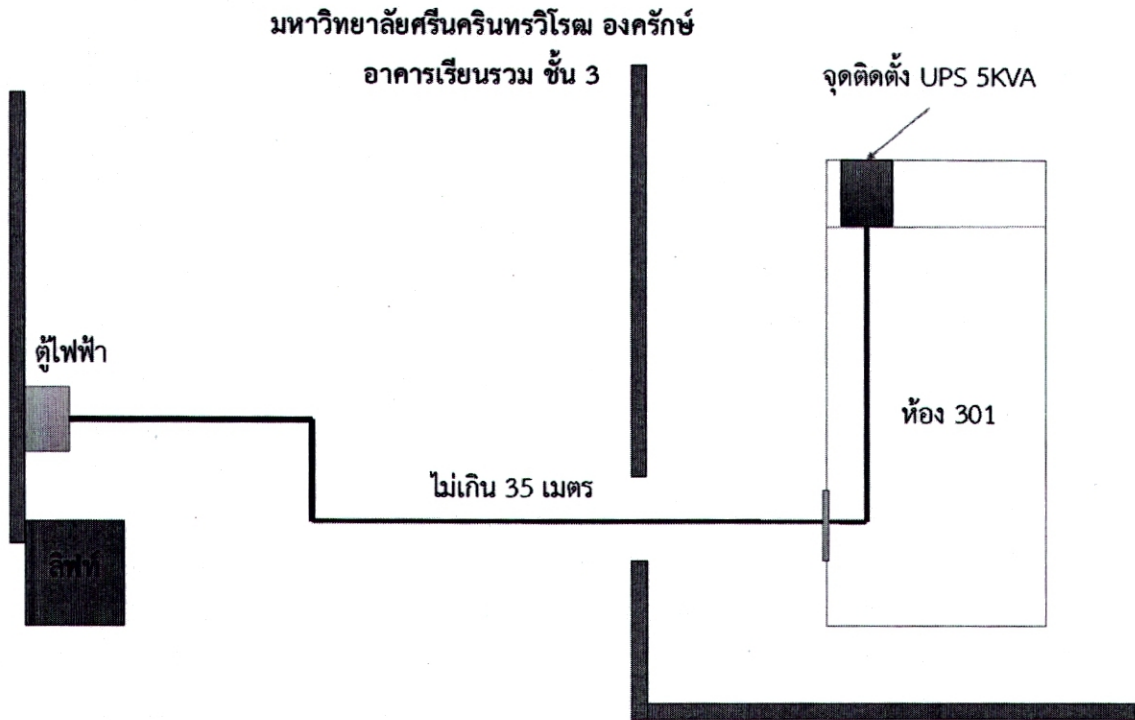 มหาวิทยาลัยศรีนครินทรวิโรฒ องครักษ์
อาคารเรียนรวม ชั้น 3
จุดติดตั้ง UPS 5KVA
ตู้ไฟฟ้า
ห้อง 301
ไม่เกิน 35 เมตร
ลิฟท์